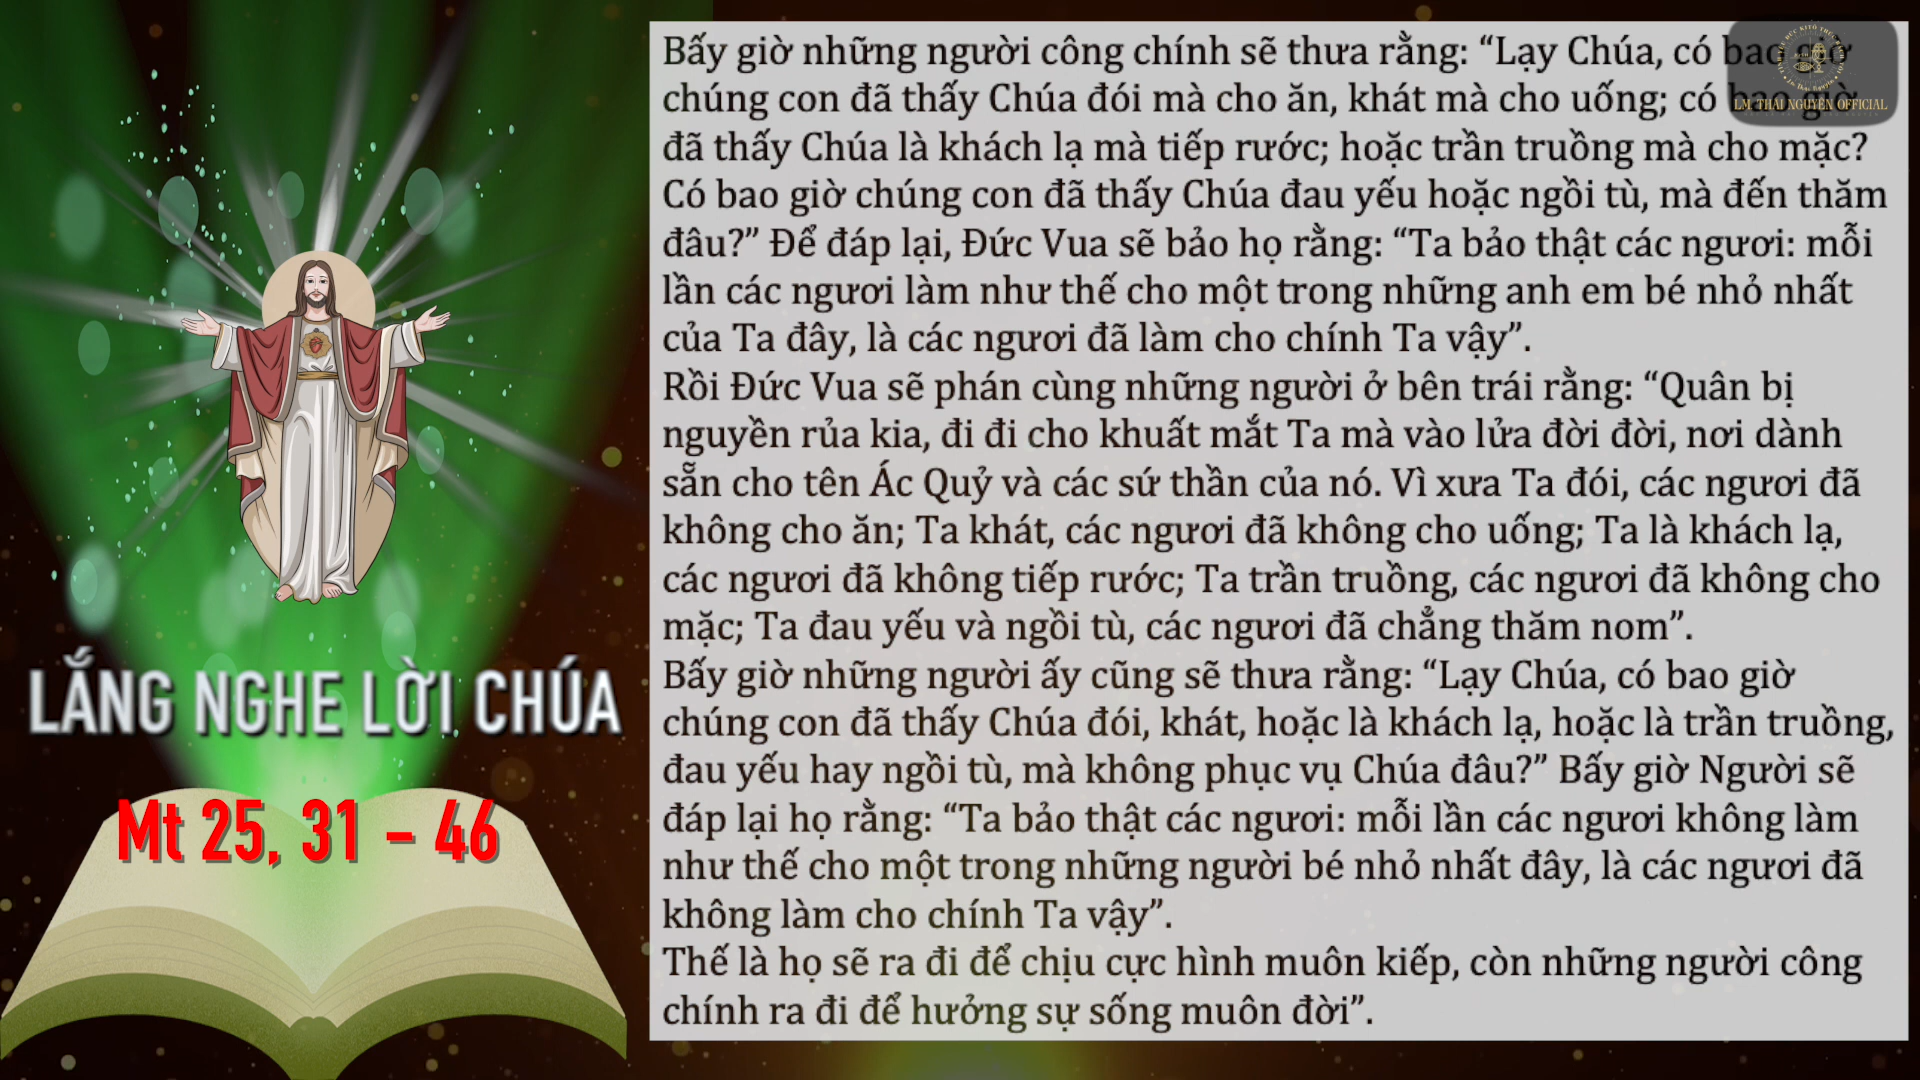 LẮNG NGHE LỜI CHÚA
Mt 25, 31 – 46
Bấy giờ những người công chính sẽ thưa rằng: “Lạy Chúa, có bao giờ
chúng con đã thấy Chúa đói mà cho ăn, khát mà cho uống; có bao giờ
đã thấy Chúa là khách lạ mà tiếp rước; hoặc trần truồng mà cho mặc?
Có bao giờ chúng con đã thấy Chúa đau yếu hoặc ngồi tù, mà đến thăm
đâu?” Để đáp lại, Đức Vua sẽ bảo họ rằng: “Ta bảo thật các ngươi: mỗi
lần các ngươi làm như thế cho một trong những anh em bé nhỏ nhất
của Ta đây, là các ngươi đã làm cho chính Ta vậy”.
Rồi Đức Vua sẽ phán cùng những người ở bên trái rằng: “Quân bị
nguyền rủa kia, đi đi cho khuất mắt Ta mà vào lửa đời đời, nơi dành
sẵn cho tên Ác Quỷ và các sứ thần của nó. Vì xưa Ta đói, các ngươi đã
không cho ăn; Ta khát, các ngươi đã không cho uống; Ta là khách lạ,
các ngươi đã không tiếp rước; Ta trần truồng, các ngươi đã không cho
mặc; Ta đau yếu và ngồi tù, các ngươi đã chẳng thăm nom”.
Bấy giờ những người ấy cũng sẽ thưa rằng: “Lạy Chúa, có bao giờ
chúng con đã thấy Chúa đói, khát, hoặc là khách lạ, hoặc là trần truồng,
đau yếu hay ngồi tù, mà không phục vụ Chúa đâu?” Bấy giờ Người sẽ
đáp lại họ rằng: “Ta bảo thật các ngươi: mỗi lần các ngươi không làm
như thế cho một trong những người bé nhỏ nhất đây, là các ngươi đã
không làm cho chính Ta vậy”.
Thế là họ sẽ ra đi để chịu cực hình muôn kiếp, còn những người công
chính ra đi để hưởng sự sống muôn đời”.
LM. THÁI NGUYÊN OFFICIAL